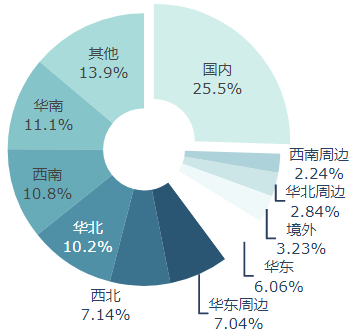 国内
25.5%
西南周边
2.24%
华北周边
2.84%
境外
3.23%
华东
6.06%
华东周边
7.04%
西北
7.14%
华北
10.2%
西南
10.8%
华南
11.1%
其他
13.9%